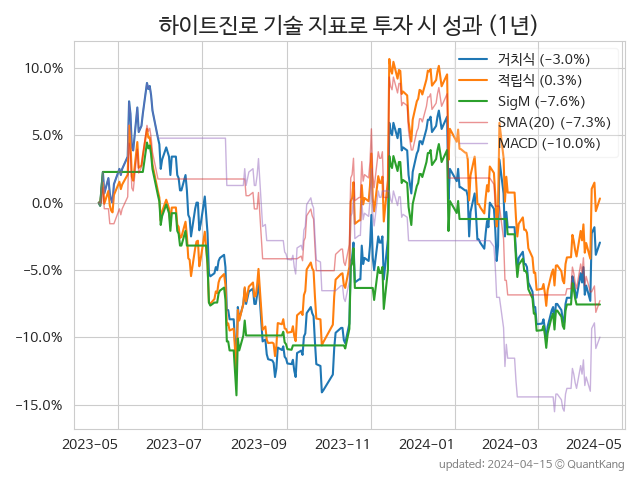 하이트진로 기술 지표로 투자 시 성과 (1년)
거치식 (−3.0%)
적립식 (0.3%)
SigM (−7.6%)
SMA(20) (−7.3%)
MACD (−10.0%)
10.0%
5.0%
0.0%
−5.0%
−10.0%
−15.0%
2023-05 2023-07 2023-09 2023-11 2024-01 2024-03 2024-05
updated: 2024-04-15 © QuantKang